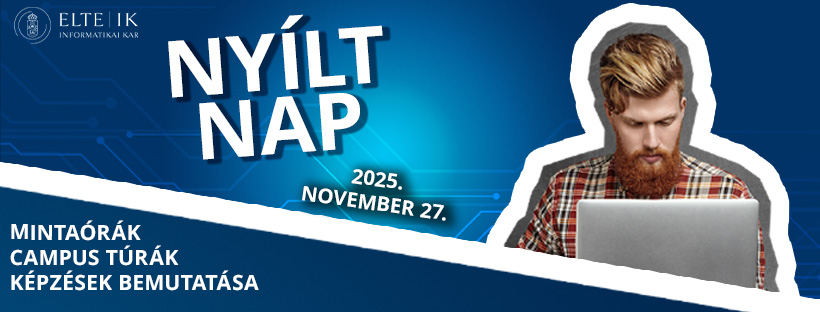 ELTE | IK
INFORMATIKAI KAR
NYÍLT
NAP
2025.
NOVEMBER 27.
MINTAÓRÁK
CAMPUS TÚRÁK
KÉPZÉSEK BEMUTATÁSA